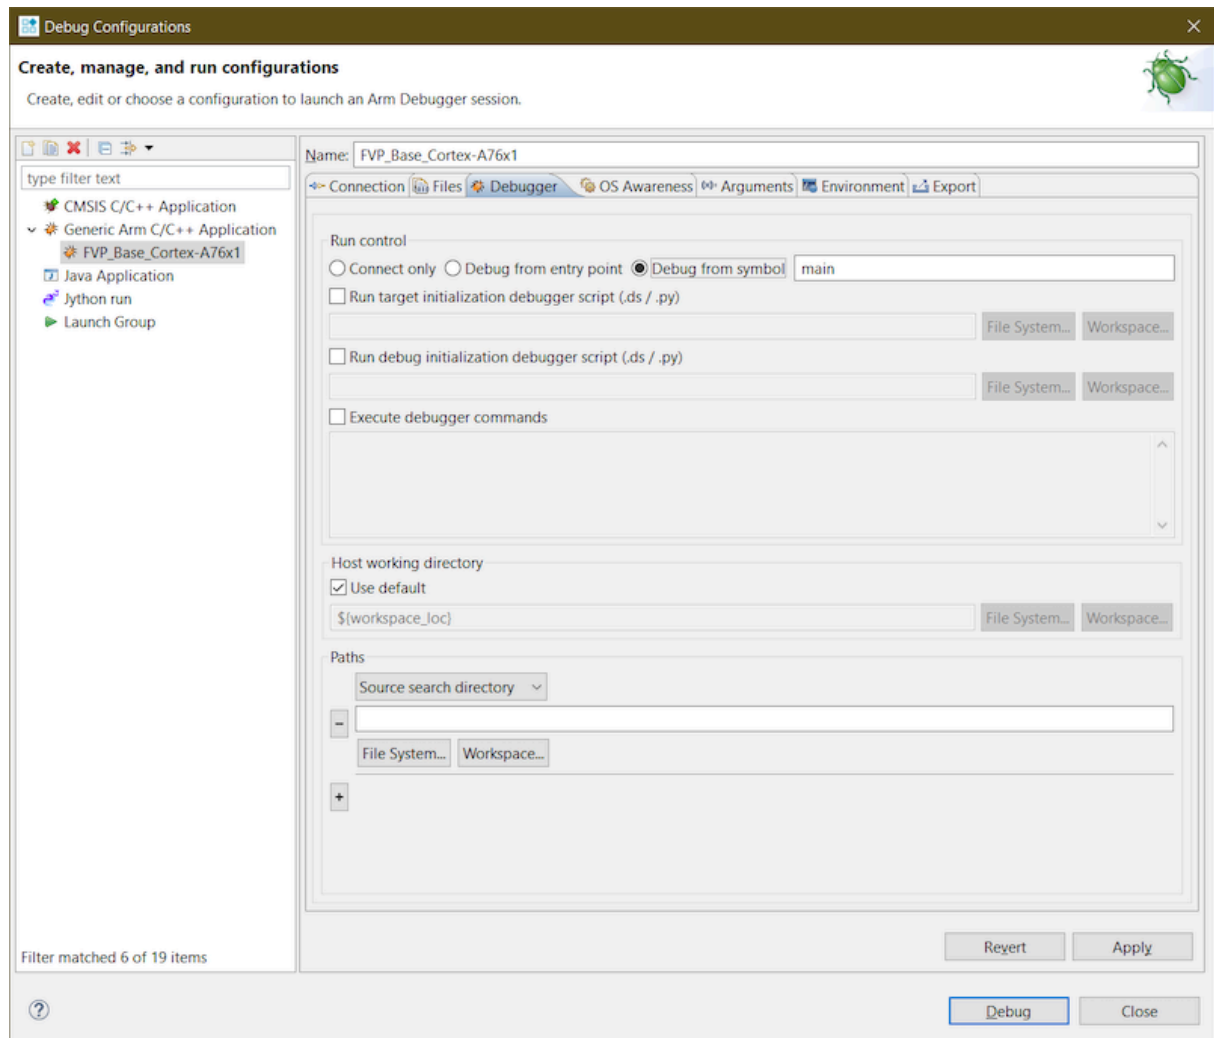 Debug Configurations
Create, manage, and run configurations
Create, edit or choose a configuration to launch an Arm Debugger session.
type filter text
CMSIS C/C++ Application
Generic Arm C/C++ Application
FVP_Base_Cortex-A76x1
Java Application
Jython run
Launch Group
Filter matched 6 of 19 items
Name: FVP_Base_Cortex-A76x1
Connection Files Debugger OS Awareness Arguments Environment Export
Run control
Connect only Debug from entry point Debug from symbol main
Run target initialization debugger script (.ds / .py)
File System... Workspace...
Run debug initialization debugger script (.ds / .py)
File System... Workspace...
Execute debugger commands
Host working directory
Use default
${workspace_loc} File System... Workspace...
Paths
Source search directory
File System... Workspace...
Revert Apply
Debug Close